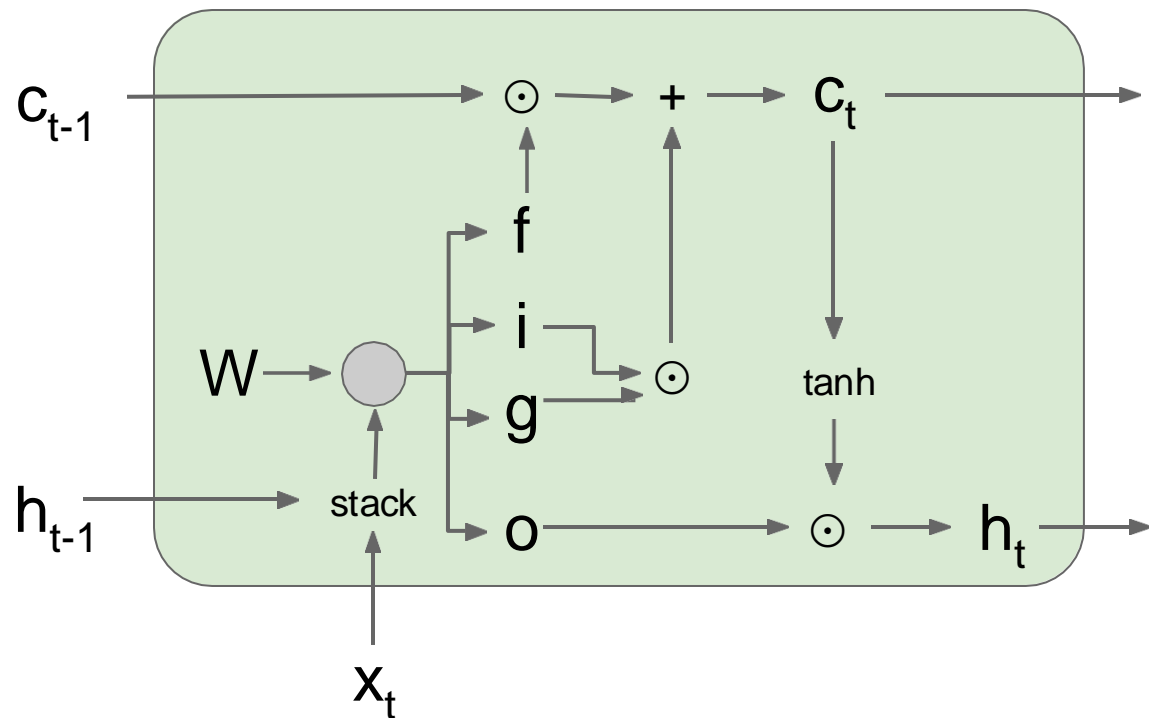 c_{t-1} ⊙ + c_t
f
i
W ⊙ tanh
g
h_{t-1} stack
o ⊙ h_t
x_t